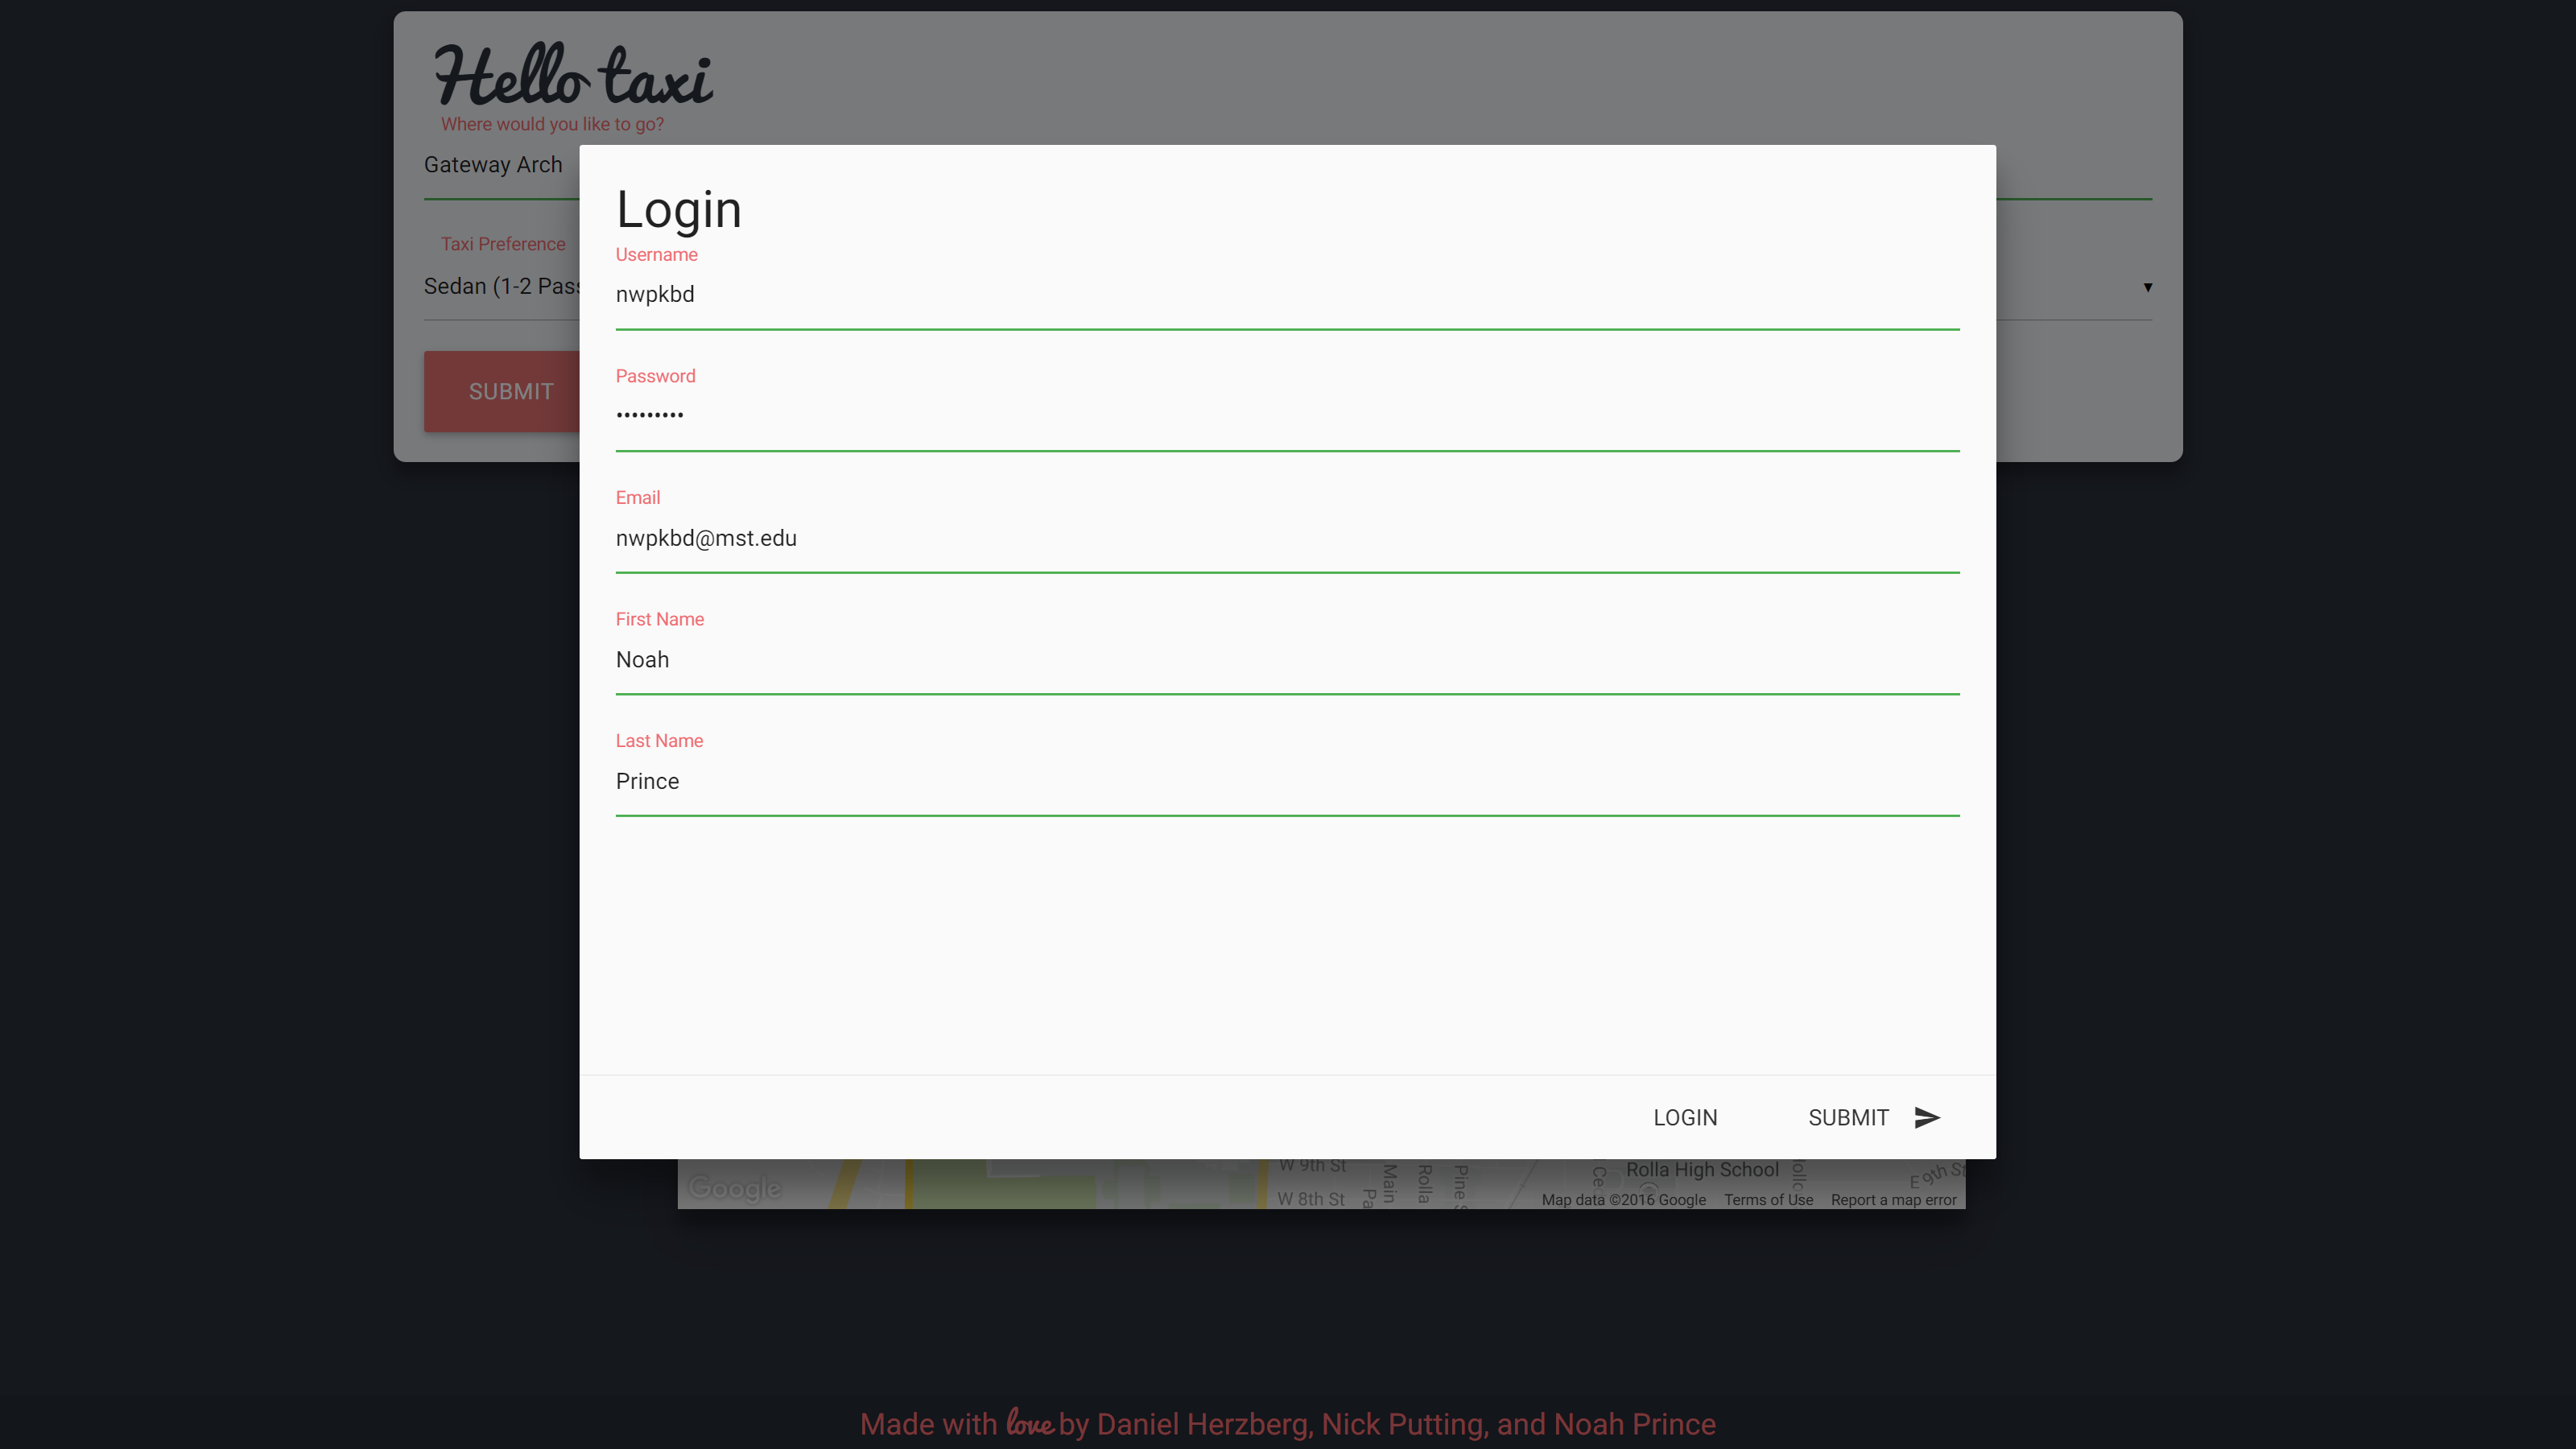 Hello taxi
Where would you like to go?
Gateway Arch
Taxi Preference
Sedan (1-2
▼
SUBMIT
Login
Username
nwpkbd
Password
•••••••••
Email
nwpkbd@mst.edu
First Name
Noah
Last Name
Prince
LOGIN
SUBMIT
Google
W 9th St
W 8th St
Main
Rolla
Pine
Rolla High School
E 9th St
Map data ©2016 Google
Terms of Use
Report a map error
Made with love by Daniel Herzberg, Nick Putting, and Noah Prince